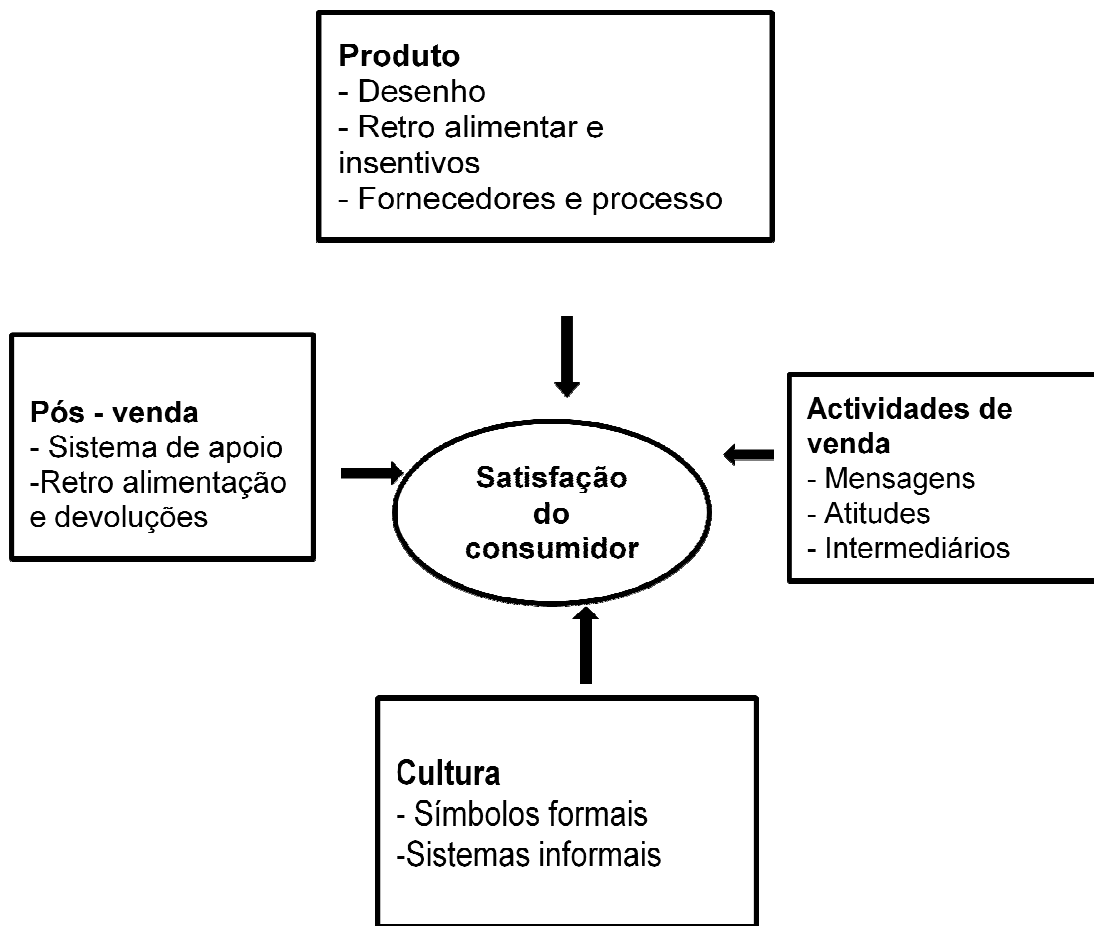 Produto
- Desenho
- Retro alimentar e
insentivos
- Fornecedores e processo
Pós - venda
- Sistema de apoio
-Retro alimentação
e devoluções
Satisfação
do
consumidor
Actividades de
venda
- Mensagens
- Atitudes
- Intermediários
Cultura
- Símbolos formais
-Sistemas informais